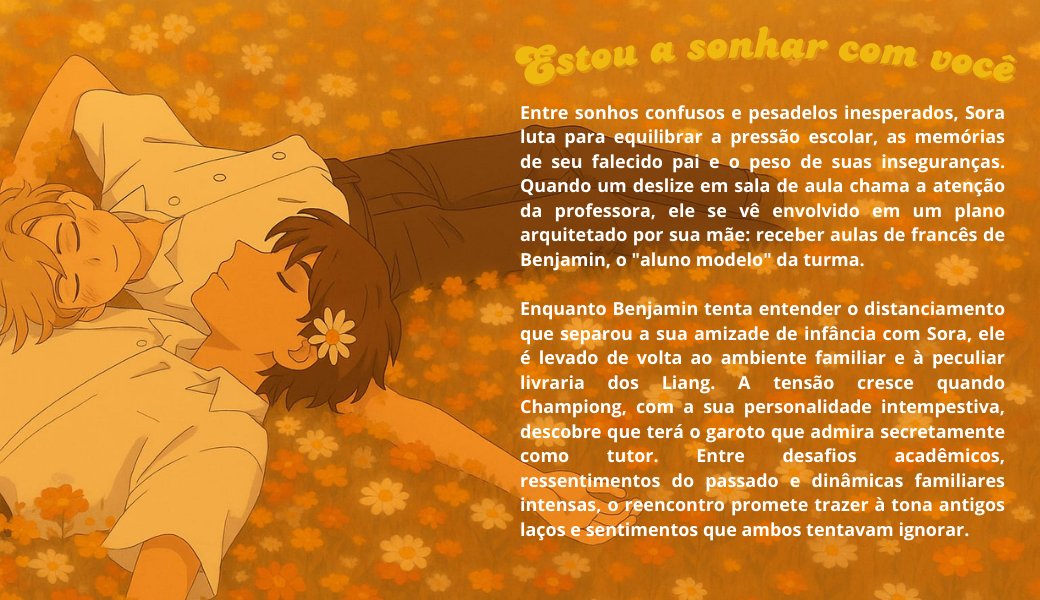 Estou a sonhar com você
Entre sonhos confusos e pesadelos inesperados, Sora
luta para equilibrar a pressão escolar, as memórias
de seu falecido pai e o peso de suas inseguranças.
Quando um deslize em sala de aula chama a atenção
da professora, ele se vê envolvido em um plano
arquitetado por sua mãe: receber aulas de francês de
Benjamin, o "aluno modelo" da turma.
Enquanto Benjamin tenta entender o distanciamento
que separou a sua amizade de infância com Sora, ele
é levado de volta ao ambiente familiar e à peculiar
livraria dos Liang. A tensão cresce quando
Championg, com a sua personalidade intempestiva,
descobre que terá o garoto que admira secretamente
como tutor. Entre desafios acadêmicos,
ressentimentos do passado e dinâmicas familiares
intensas, o reencontro promete trazer à tona antigos
laços e sentimentos que ambos tentavam ignorar.